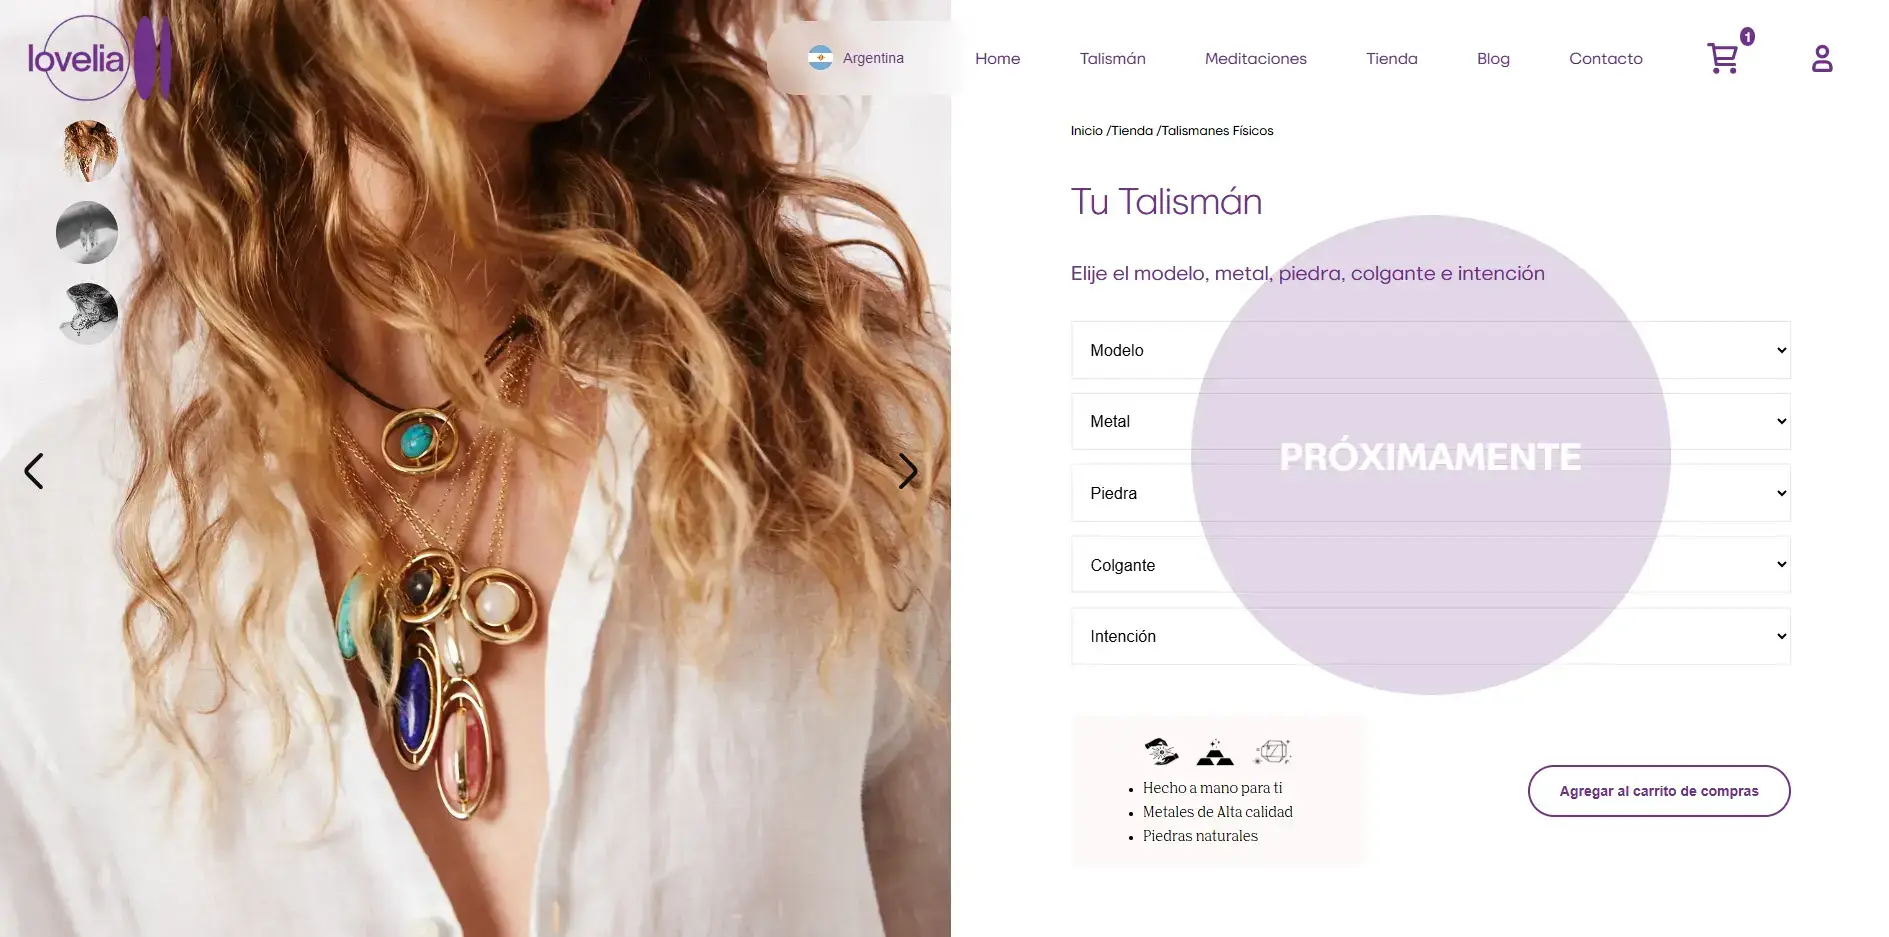 lovelia
Argentina
Home
Talismán
Meditaciones
Tienda
Blog
Contacto
1
Inicio /Tienda /Talismanes Físicos
Tu Talismán
Elije el modelo, metal, piedra, colgante e intención
Modelo
Metal
PRÓXIMAMENTE
Piedra
Colgante
Intención
Hecho a mano para ti
Metales de Alta calidad
Piedras naturales
Agregar al carrito de compras